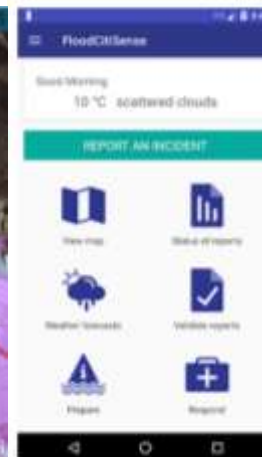 FloodCitiSense
Good Morning
10 °C scattered clouds
REPORT AN INCIDENT
View map
Status of reports
Weather forecasts
Validate reports
Prepare
Respond